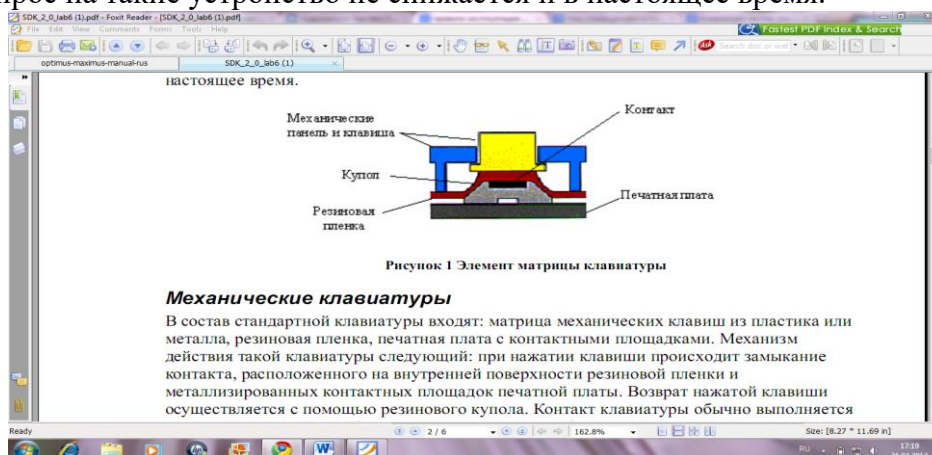 прос на такие устройство не снижается и в настоящее время.
SDK_2_0_lab6 (1).pdf - Foxit Reader - [SDK_2_0_lab6 (1).pdf]
File Edit View Comments Forms Tools Help
Fastest PDF Index & Search
Search doc or web
optimus-maximus-manual-rus
SDK_2_0_lab6 (1)
настоящее время.
Механические
панель и клавиша
Контакт
Купол
Печатная плата
Резиновая
пленка
Рисунок 1 Элемент матрицы клавиатуры
Механические клавиатуры
В состав стандартной клавиатуры входят: матрица механических клавиш из пластика или
металла, резиновая пленка, печатная плата с контактными площадками. Механизм
действия такой клавиатуры следующий: при нажатии клавиши происходит замыкание
контакта, расположенного на внутренней поверхности резиновой пленки и
металлизированных контактных площадок печатной платы. Возврат нажатой клавиши
осуществляется с помощью резинового купола. Контакт клавиатуры обычно выполняется
Ready
2 / 6
162.8%
Size: [8.27 * 11.69 in]
RU
17:19